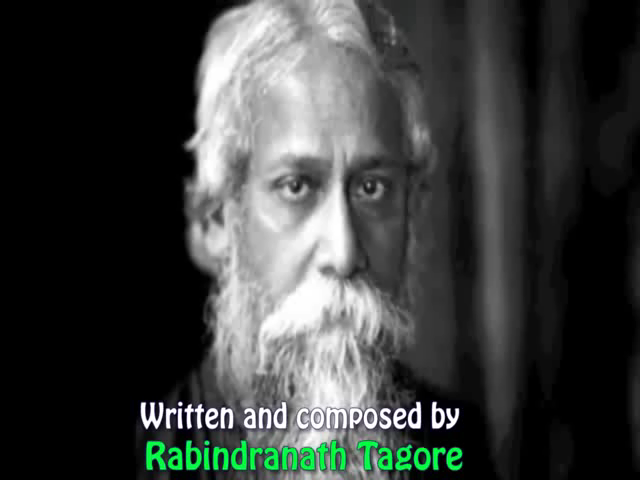 Written and composed by
Rabindranath Tagore